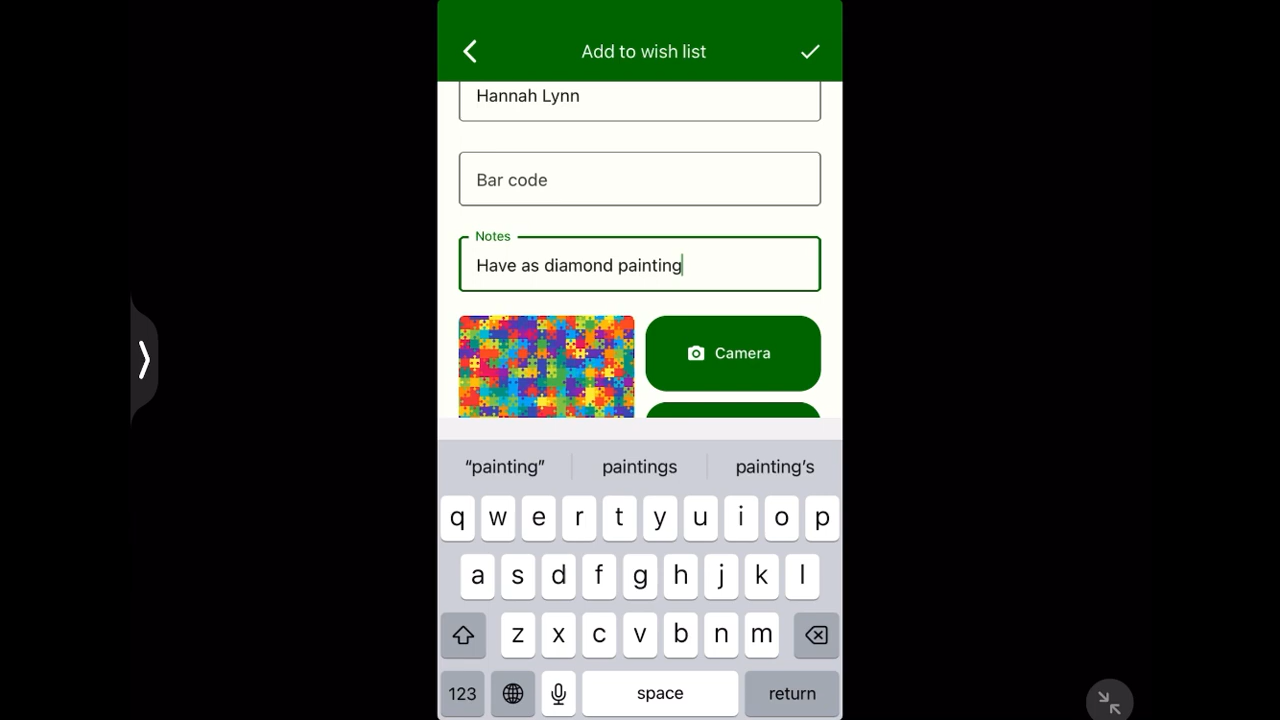 Add to wish list
Hannah Lynn
Bar code
Notes
Have as diamond painting
Camera
“painting” paintings painting’s
q w e r t y u i o p
a s d f g h j k l
z x c v b n m
123 space return